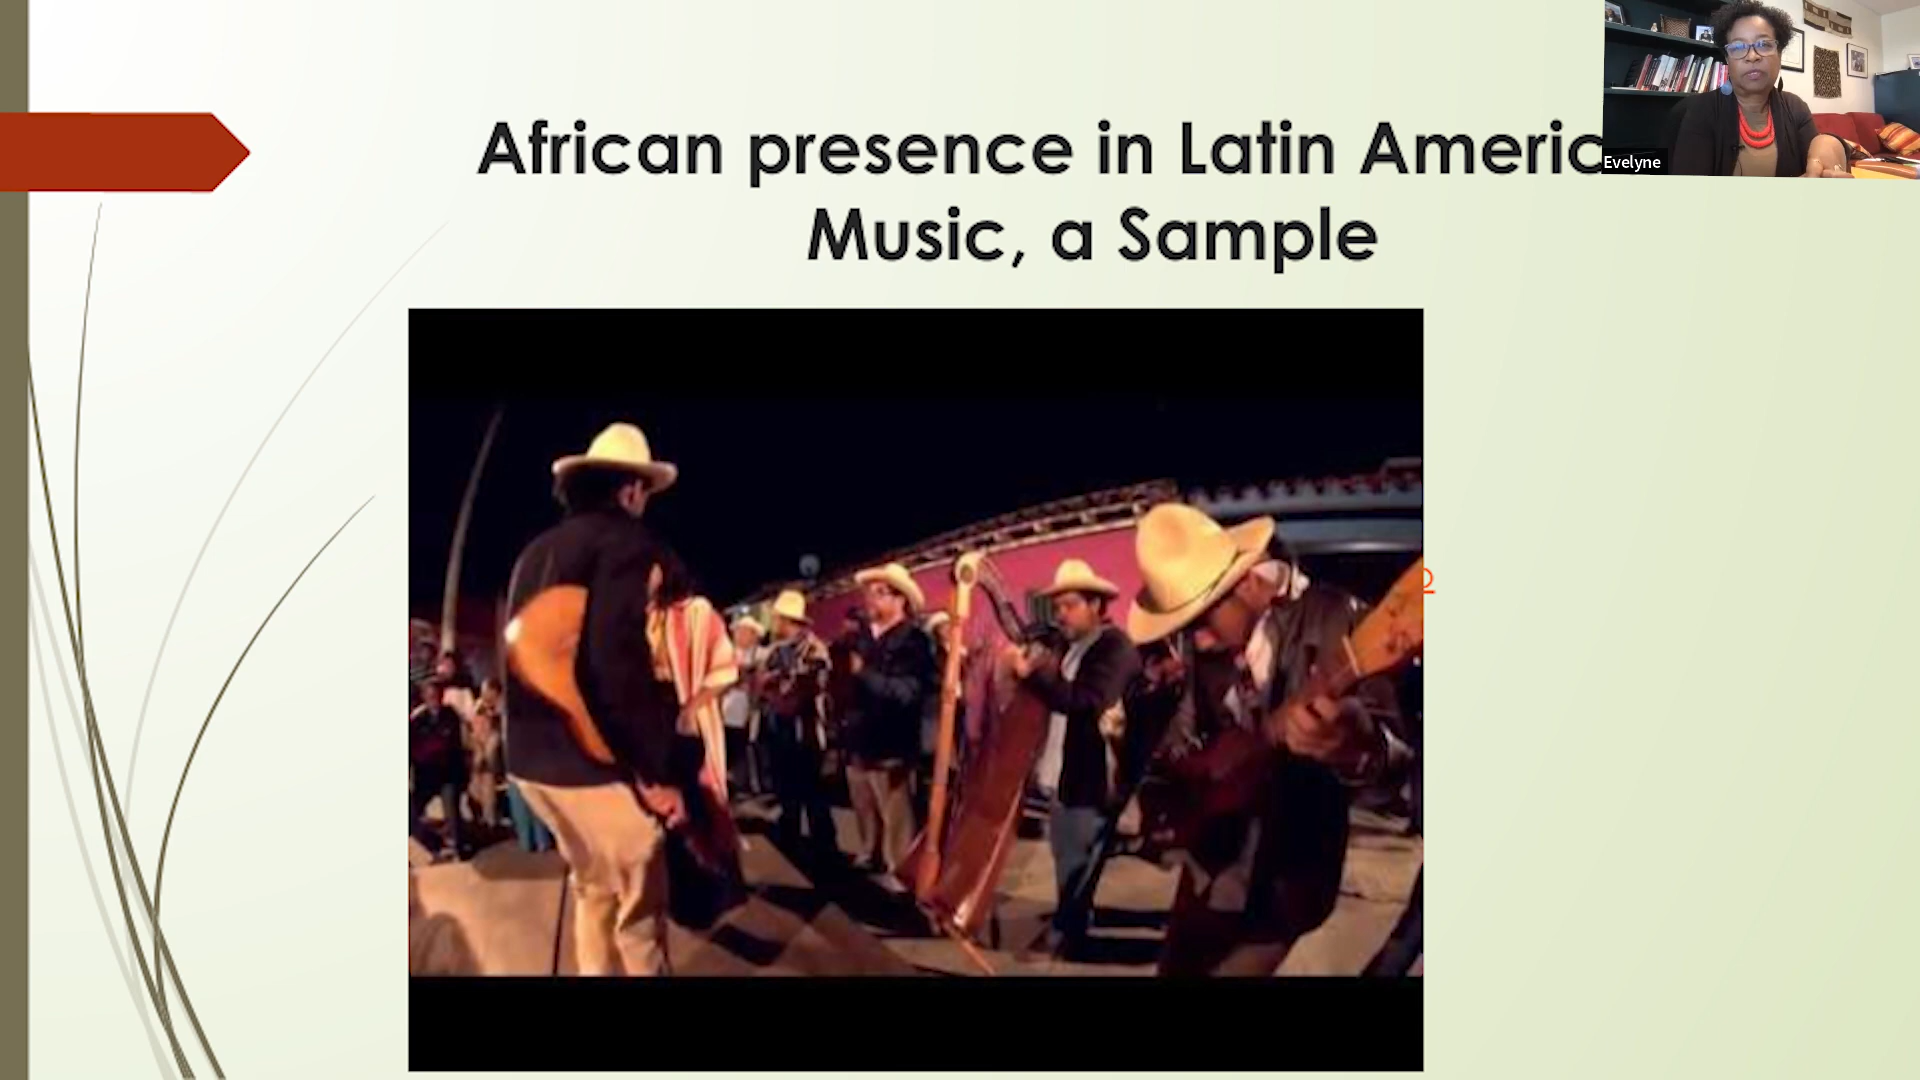 African presence in Latin Americ
Music, a Sample
Evelyne